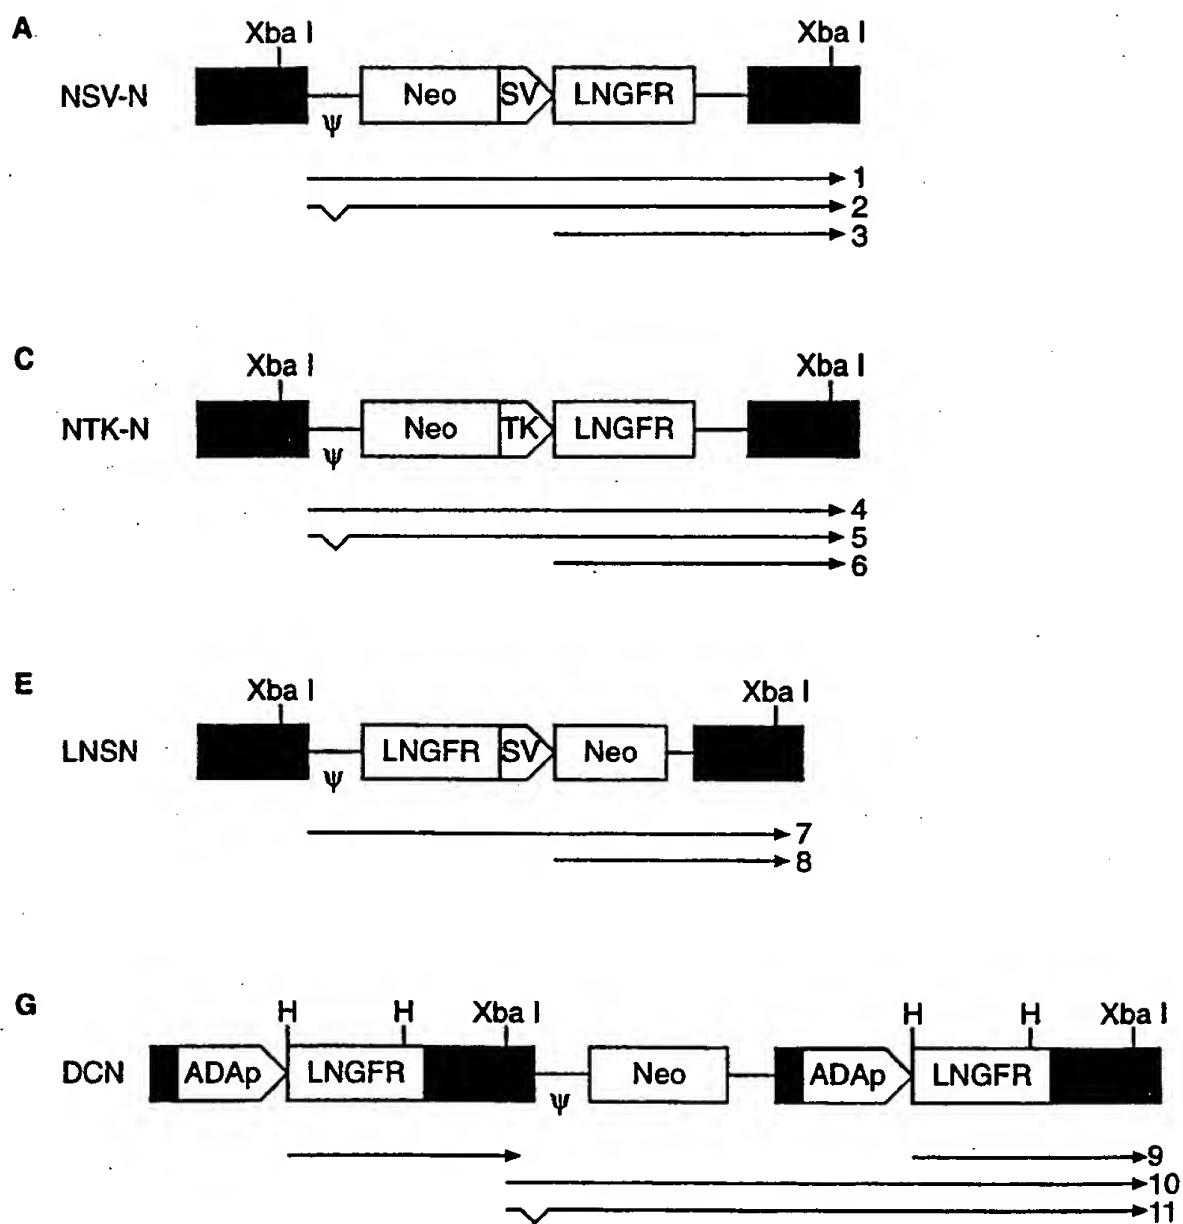 A
Xba I Xba I
NSV-N Neo SV LNGFR
ψ
1
2
3
C
Xba I Xba I
NTK-N Neo TK LNGFR
ψ
4
5
6
E
Xba I Xba I
LNSN LNGFR SV Neo
ψ
7
8
G
H H Xba I H H Xba I
DCN ADAp LNGFR Neo ADAp LNGFR
ψ
9
10
11